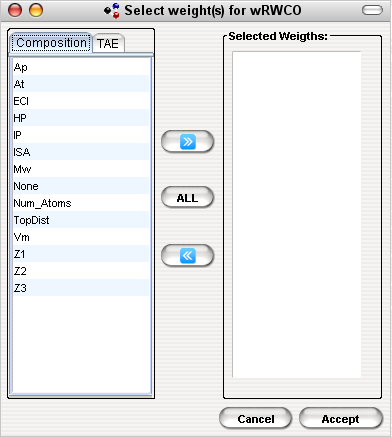 Select weight(s) for wRWCO
Composition TAE
Selected Weigths:
Ap
At
ECI
HP
IP
ISA
Mw
None
Num_Atoms
TopDist
Vm
Z1
Z2
Z3
ALL
Cancel Accept